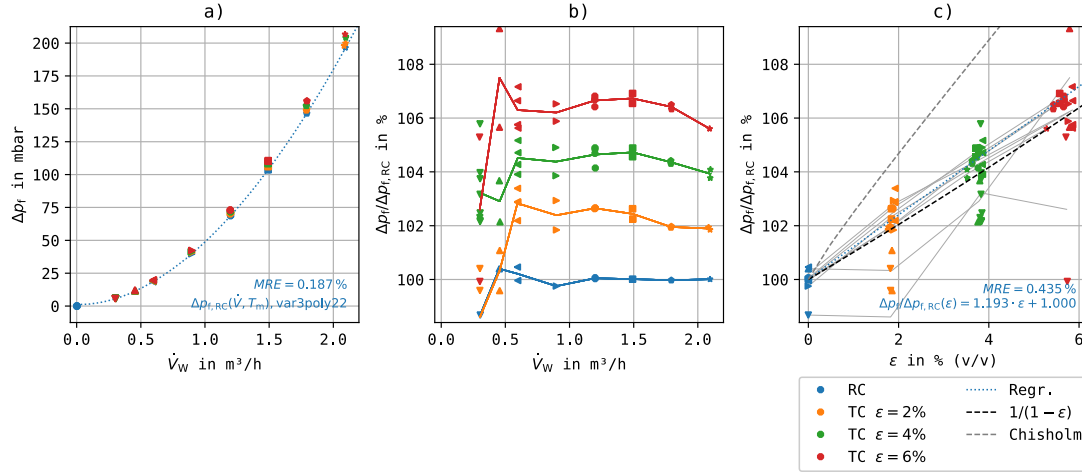 a)
Δp_f in mbar
200
175
150
125
100
75
50
25
0
0.0 0.5 1.0 1.5 2.0
V̇_W in m³/h
MRE = 0.187 %
Δp_f,RC(V̇, T_m), var3poly22
b)
Δp_f/Δp_f,RC in %
108
106
104
102
100
0.0 0.5 1.0 1.5 2.0
V̇_W in m³/h
c)
Δp_f/Δp_f,RC in %
108
106
104
102
100
0 2 4 6
ε in % (v/v)
MRE = 0.435 %
Δp_f/Δp_f,RC(ε) = 1.193 · ε + 1.000
RC
TC ε = 2%
TC ε = 4%
TC ε = 6%
Regr.
1/(1 − ε)
Chisholm